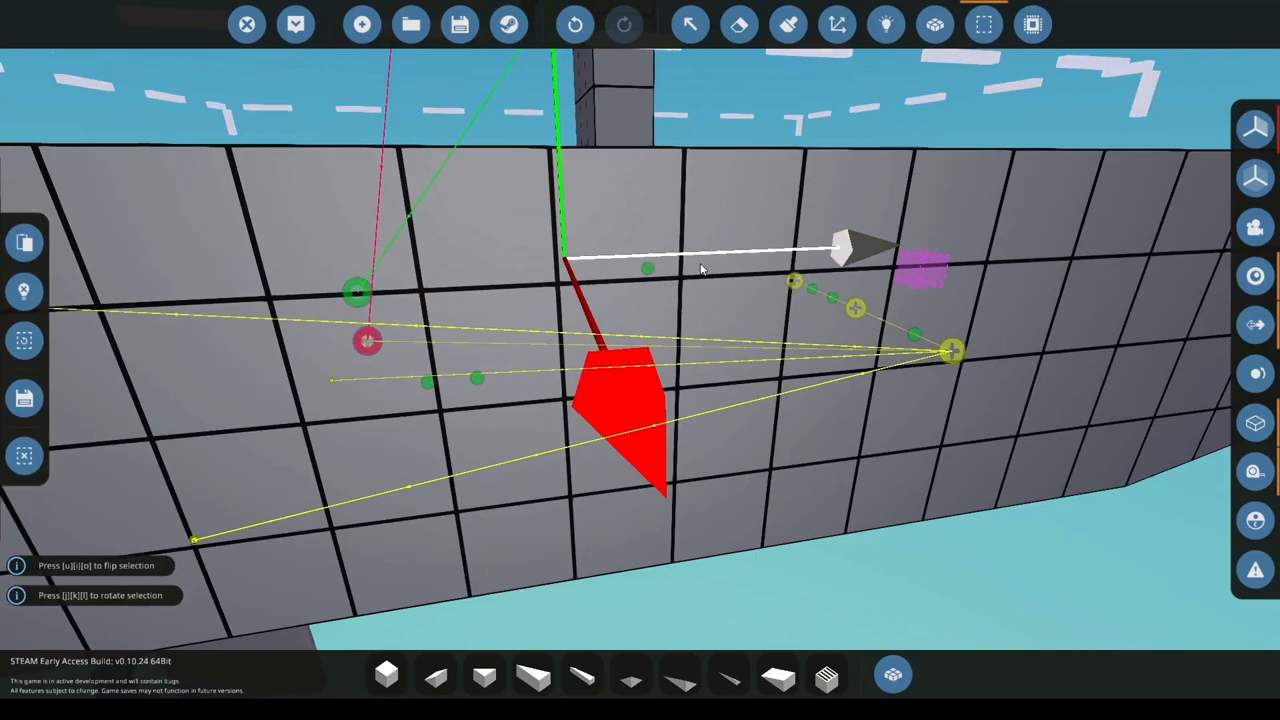 Press [u][i][o] to flip selection
Press [j][k][l] to rotate selection
STEAM Early Access Build: v0.10.24 64Bit
This game is in active development and will contain bugs.
All features subject to change. Game saves may not function in future versions.